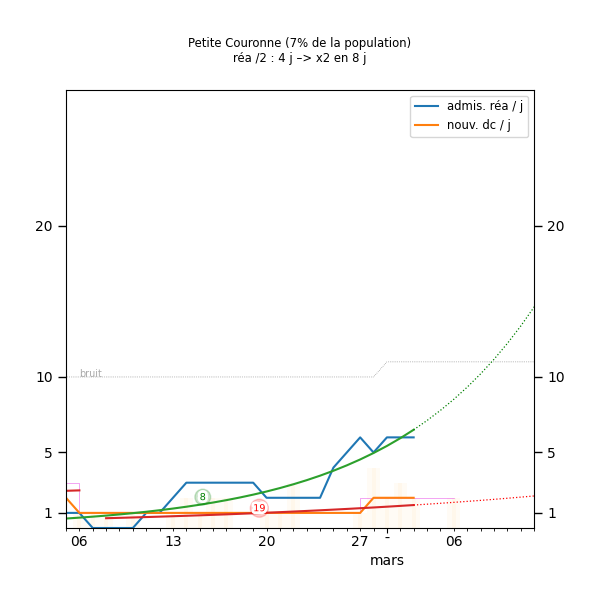 Petite Couronne (7% de la population)
réa /2 : 4 j –> x2 en 8 j
admis. réa / j
nouv. dc / j
20
20
bruit
10
10
5
5
8
19
1
1
06
13
20
27
-
06
mars